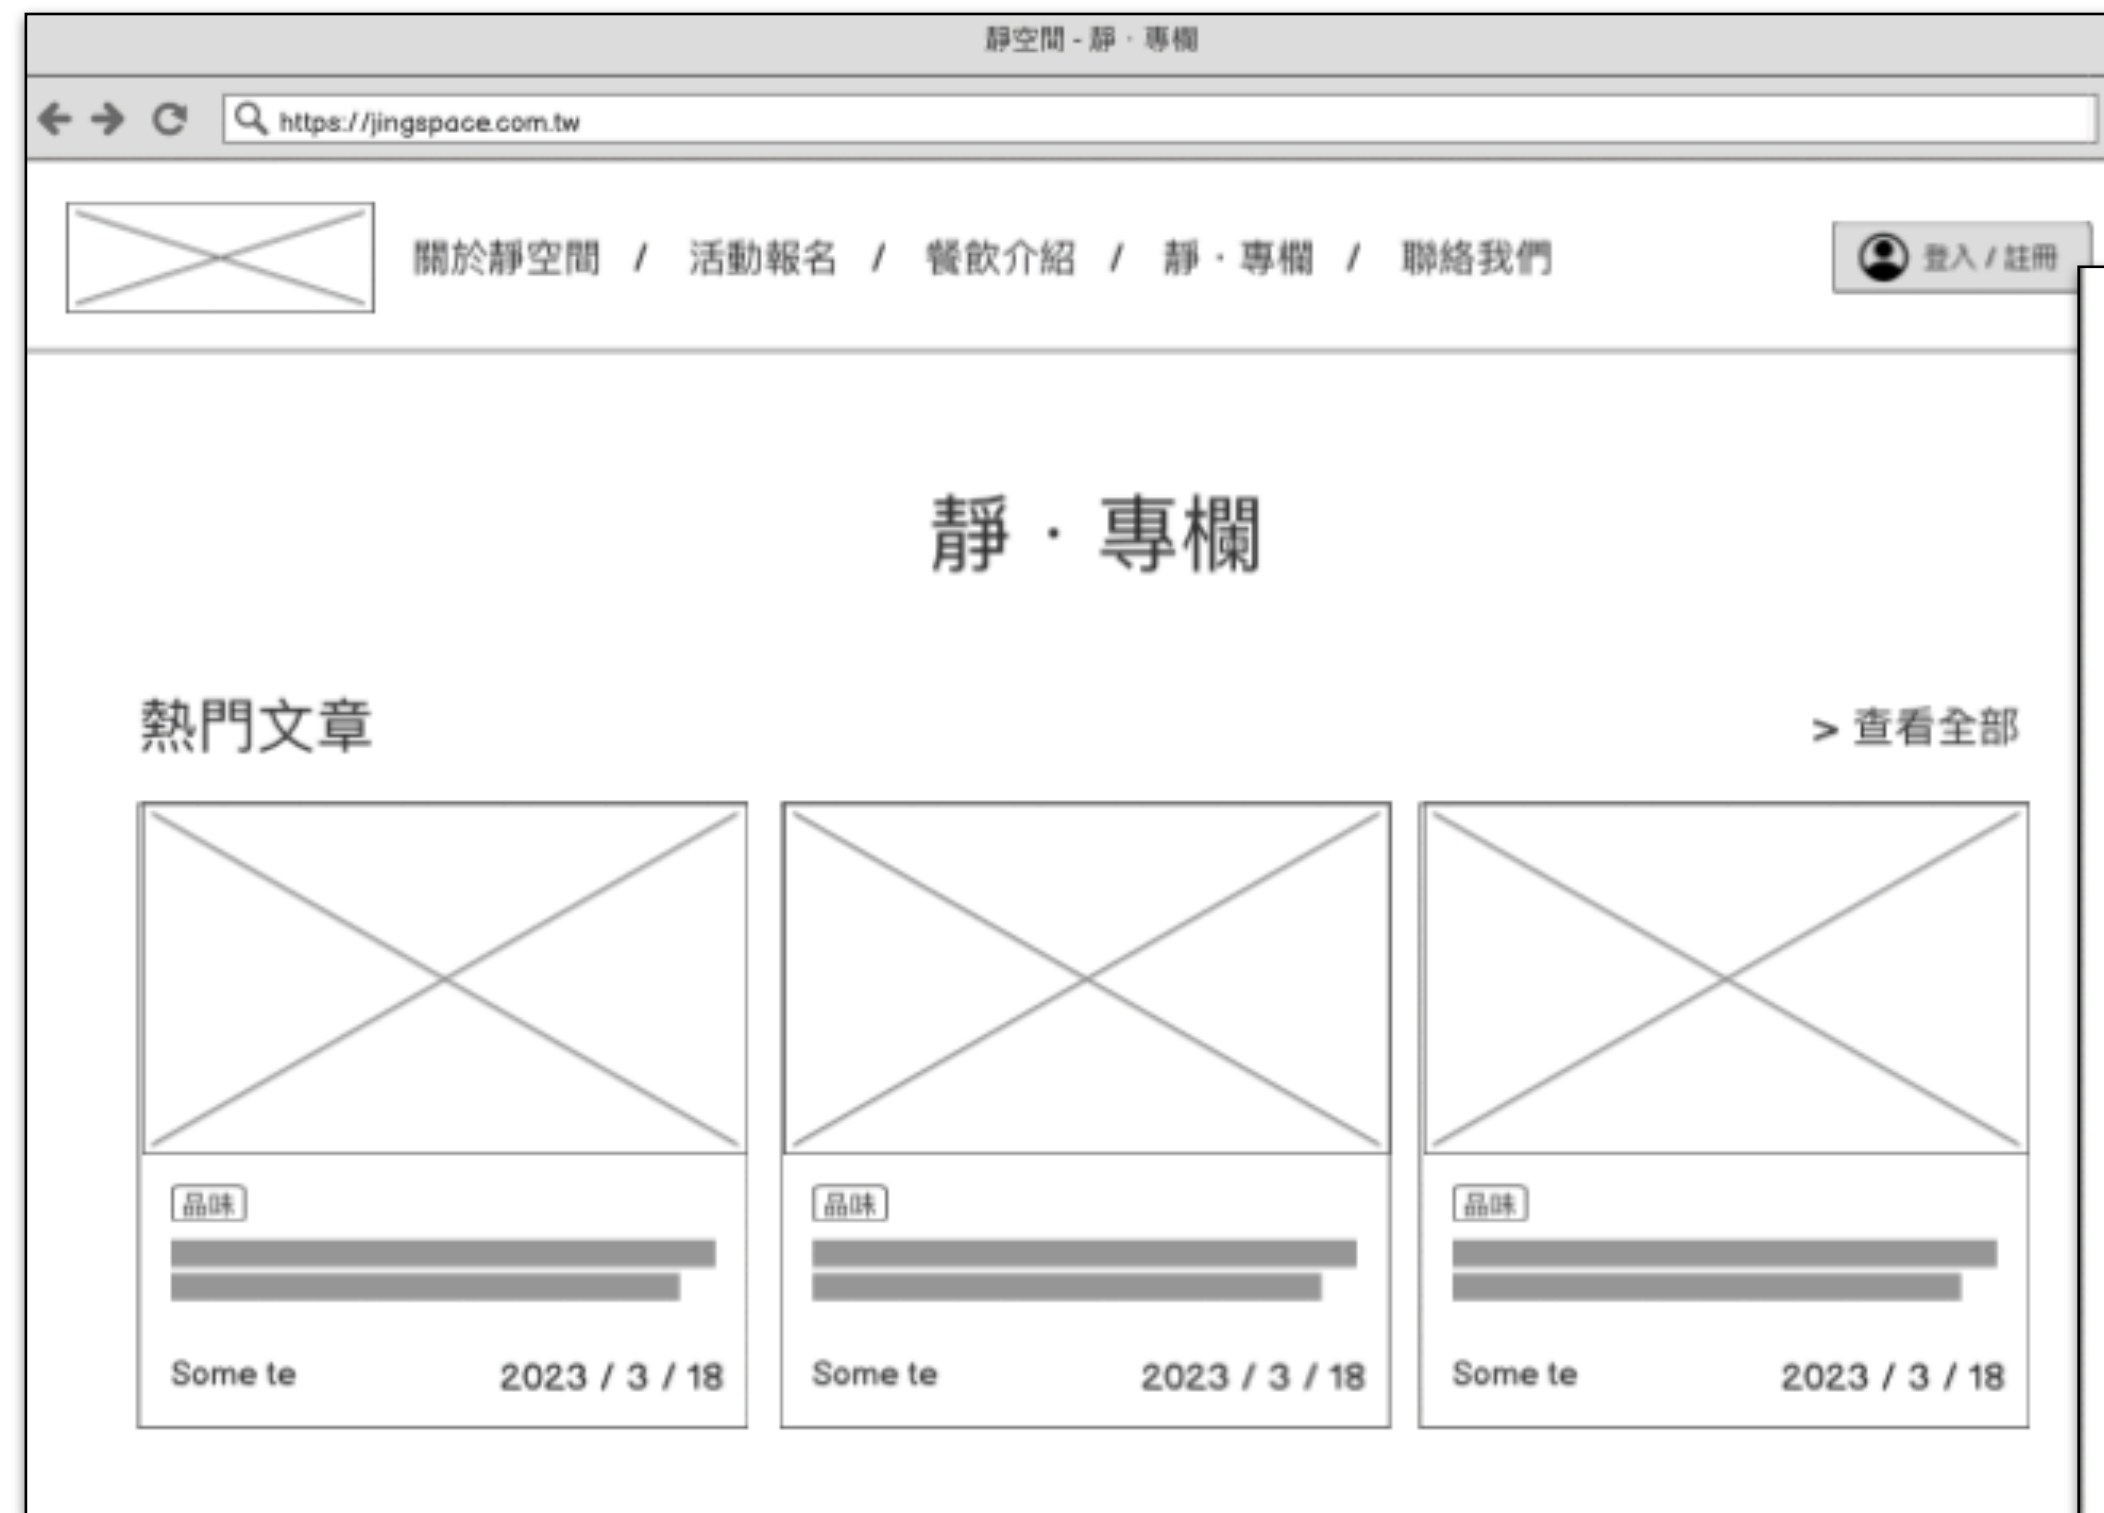 靜空間 - 靜 · 專欄
https://jingspace.com.tw
關於靜空間 / 活動報名 / 餐飲介紹 / 靜 · 專欄 / 聯絡我們
登入 / 註冊
靜 · 專欄
熱門文章
> 查看全部
品味
Some te 2023 / 3 / 18
品味
Some te 2023 / 3 / 18
品味
Some te 2023 / 3 / 18